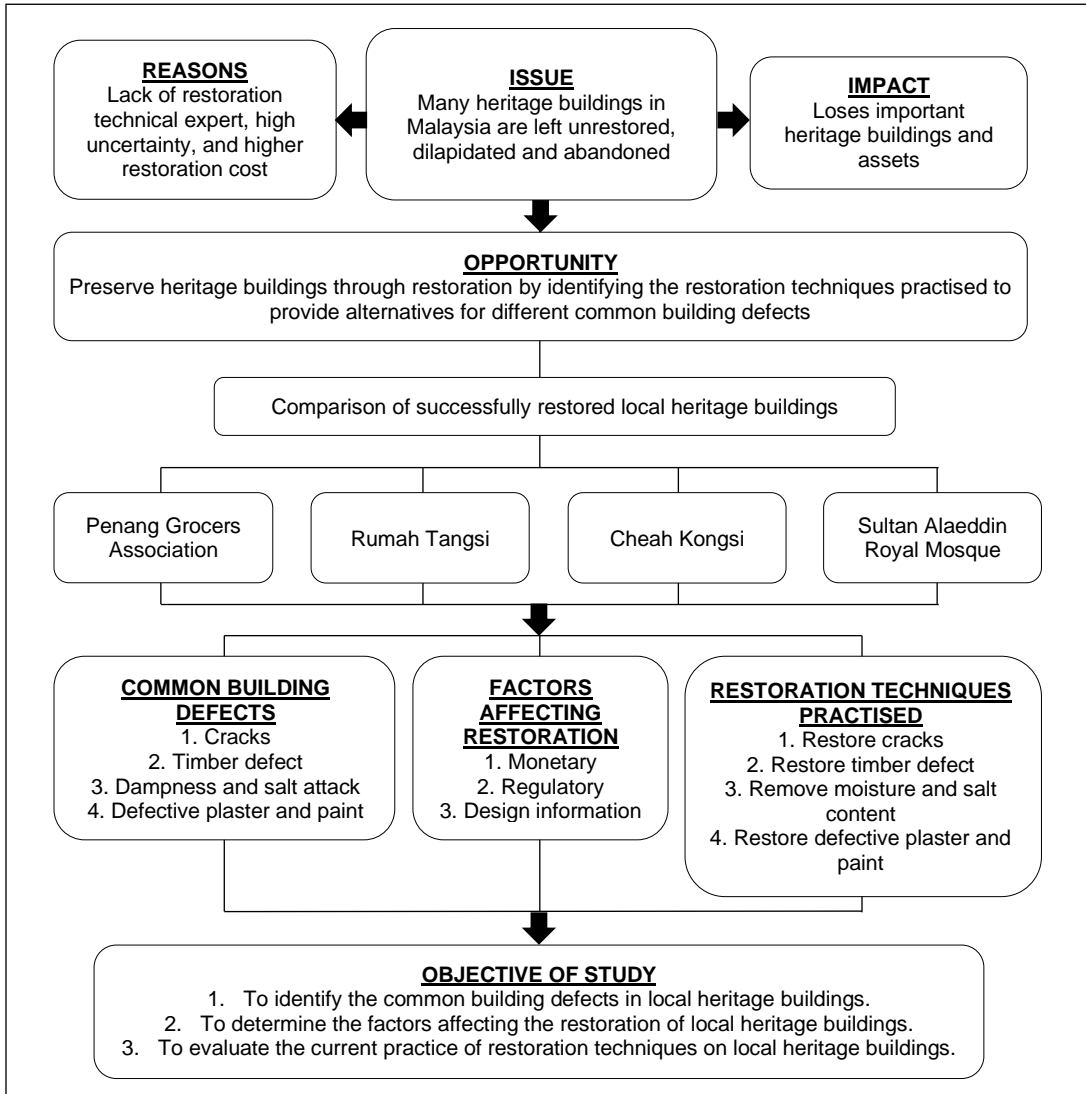 REASONS
Lack of restoration
technical expert, high
uncertainty, and higher
restoration cost
ISSUE
Many heritage buildings in
Malaysia are left unrestored,
dilapidated and abandoned
IMPACT
Loses important
heritage buildings and
assets
OPPORTUNITY
Preserve heritage buildings through restoration by identifying the restoration techniques practised to
provide alternatives for different common building defects
Comparison of successfully restored local heritage buildings
Penang Grocers
Association
Rumah Tangsi
Cheah Kongsi
Sultan Alaeddin
Royal Mosque
COMMON BUILDING
DEFECTS
1. Cracks
2. Timber defect
3. Dampness and salt attack
4. Defective plaster and paint
FACTORS
AFFECTING
RESTORATION
1. Monetary
2. Regulatory
3. Design information
RESTORATION TECHNIQUES
PRACTISED
1. Restore cracks
2. Restore timber defect
3. Remove moisture and salt
content
4. Restore defective plaster and
paint
OBJECTIVE OF STUDY
1. To identify the common building defects in local heritage buildings.
2. To determine the factors affecting the restoration of local heritage buildings.
3. To evaluate the current practice of restoration techniques on local heritage buildings.